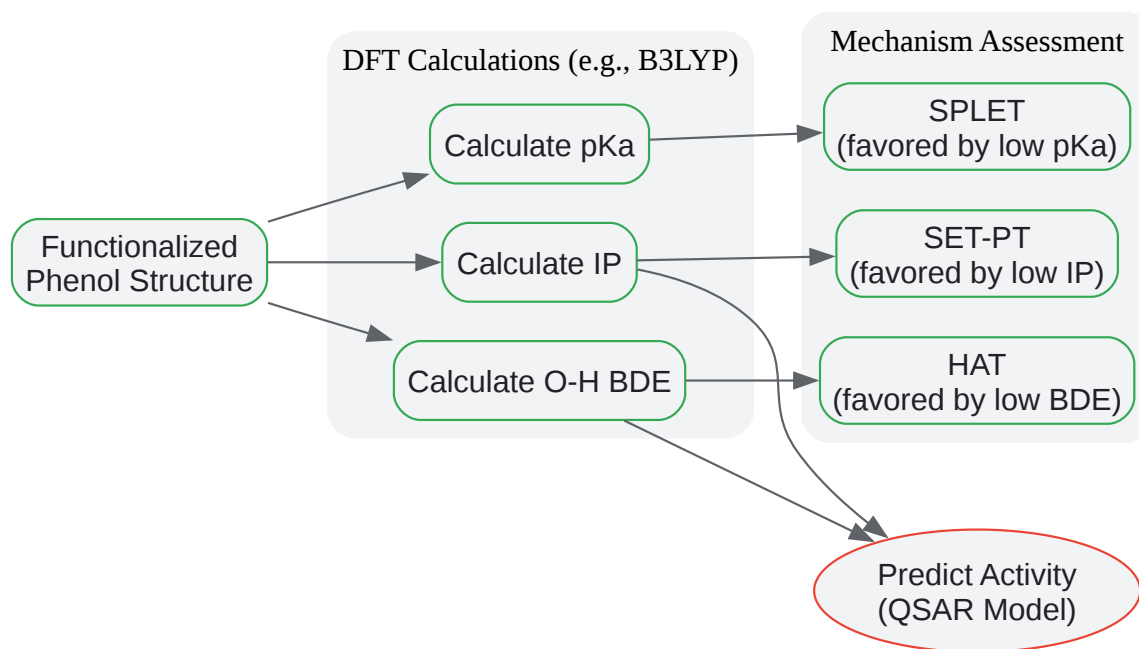 DFT Calculations (e.g., B3LYP)
Mechanism Assessment
Functionalized
Phenol Structure
Calculate pKa
Calculate IP
Calculate O-H BDE
SPLET
(favored by low pKa)
SET-PT
(favored by low IP)
HAT
(favored by low BDE)
Predict Activity
(QSAR Model)